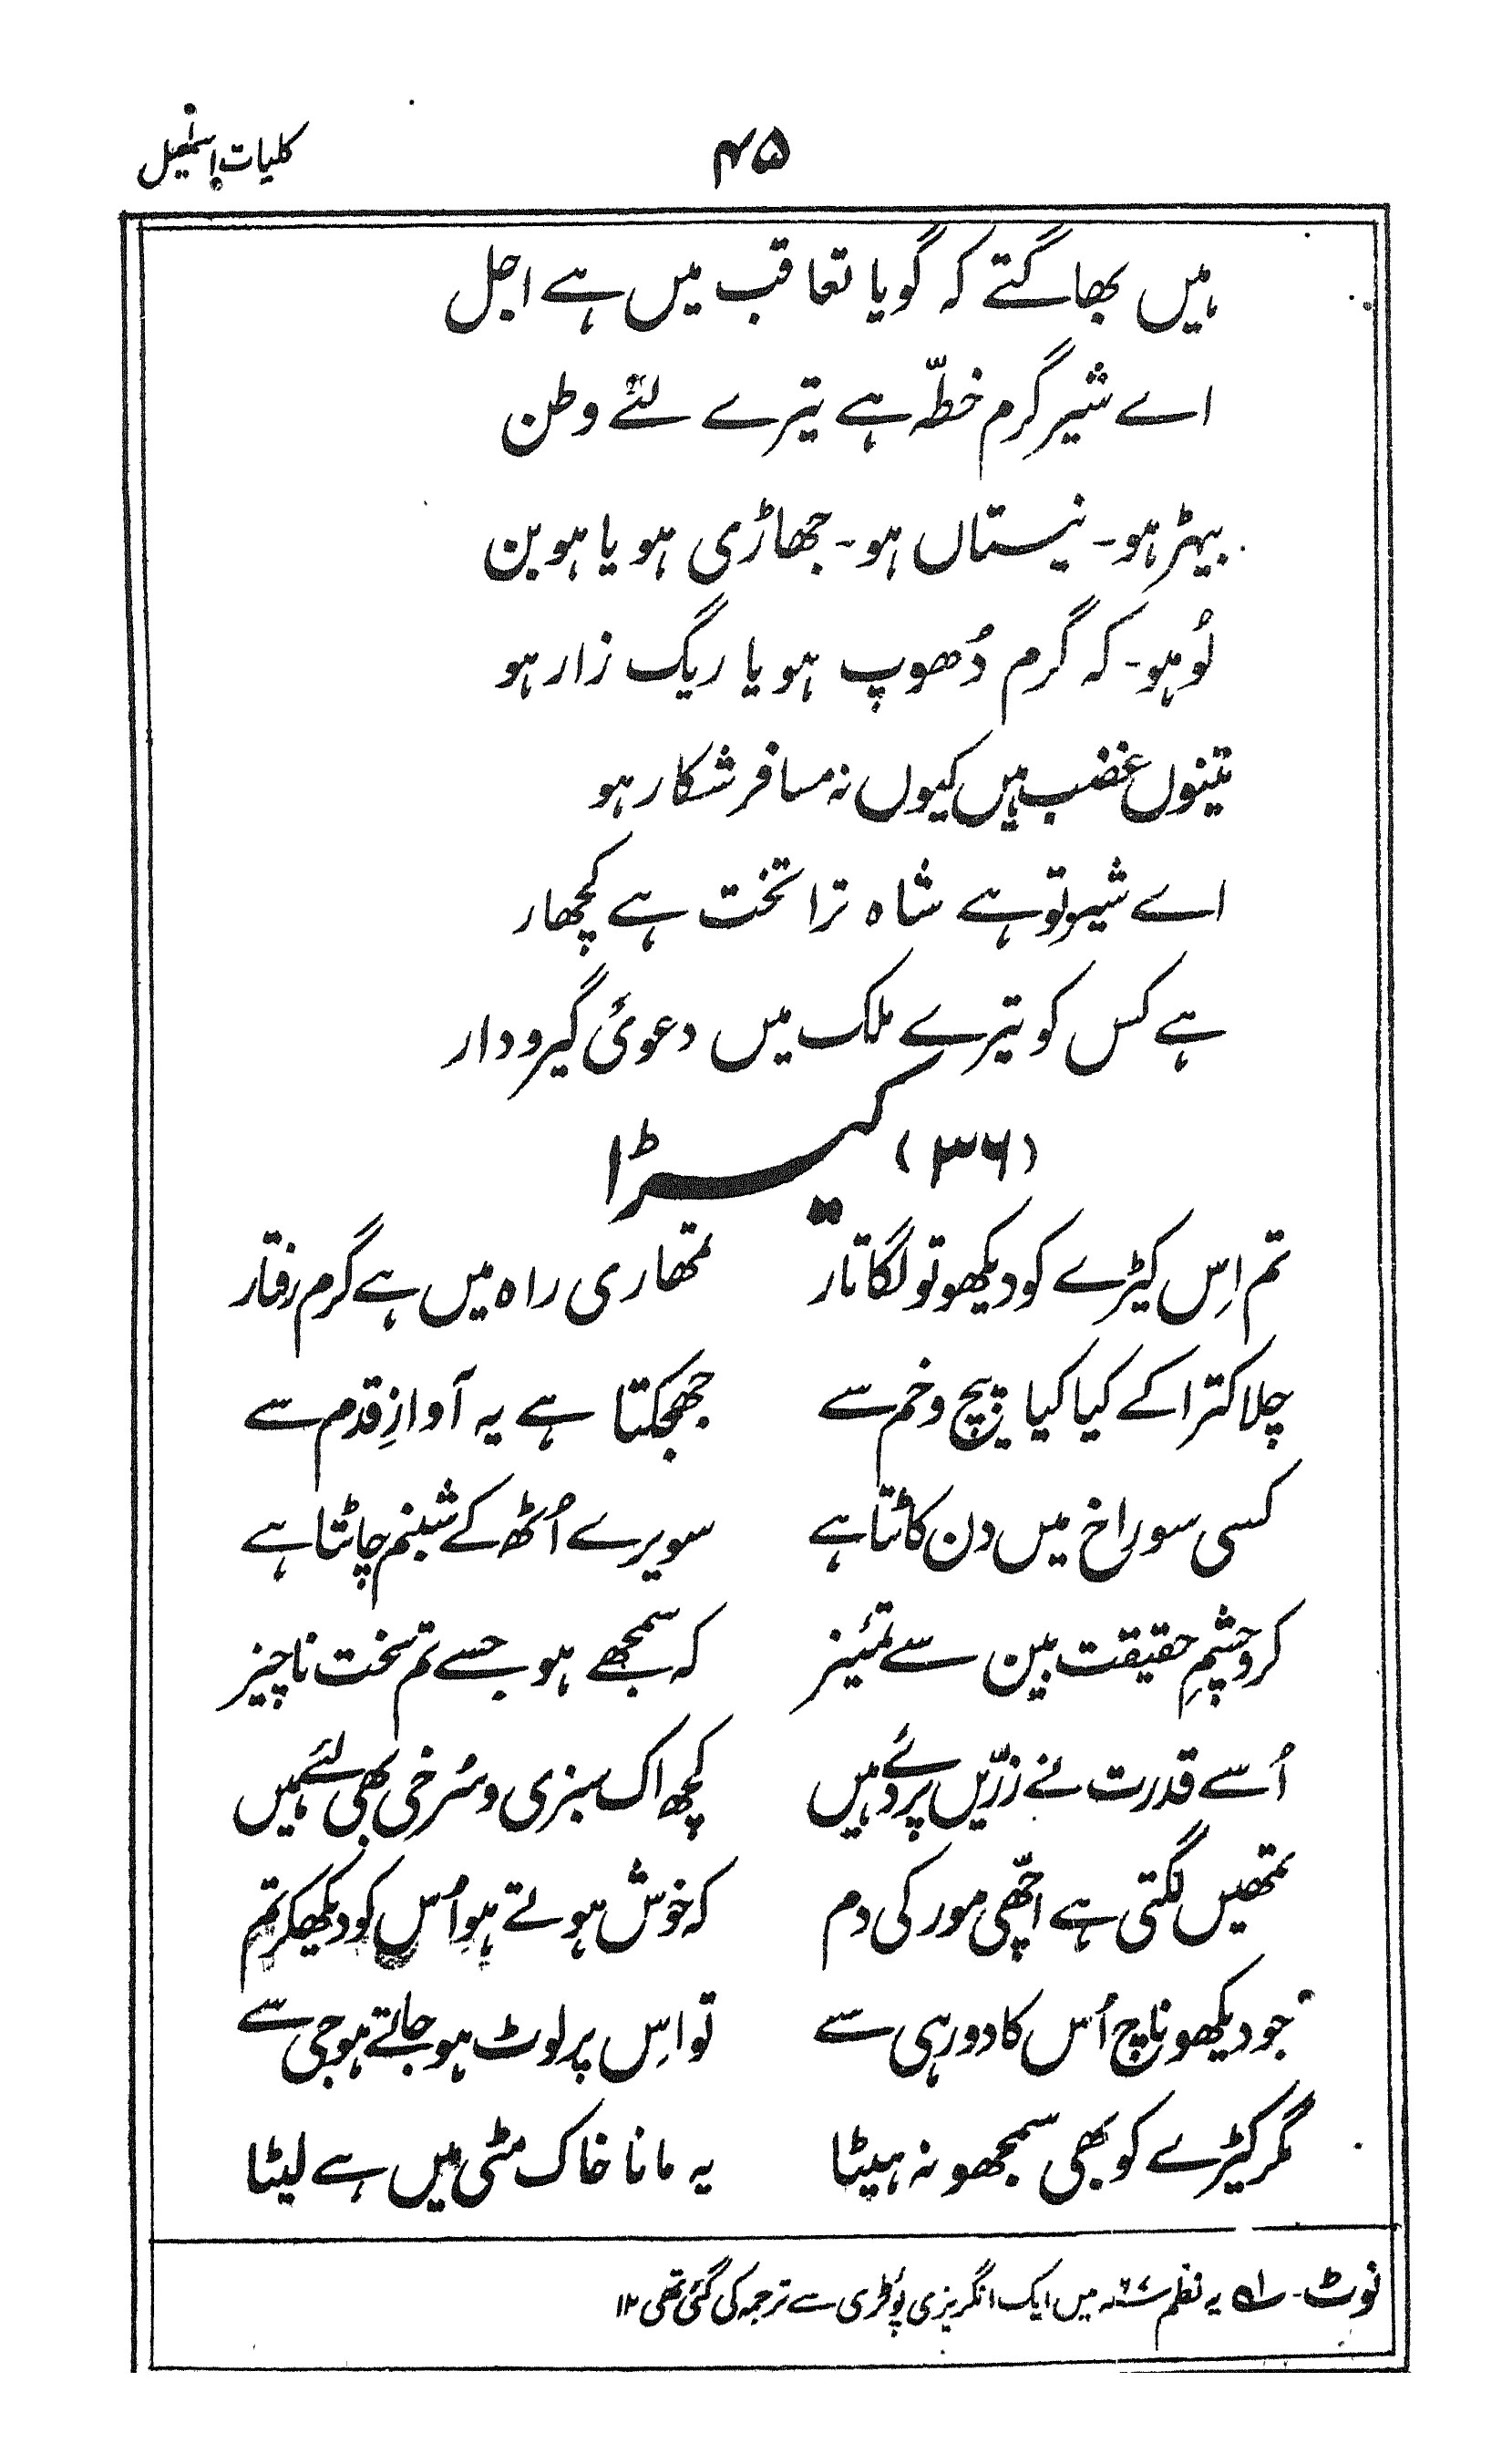 کلیات اسمٰعیل
۴۵
ہیں بھاگتے کہ گویا تعاقب میں ہے اجل
اے شیر گرم خطّہ ہے تیرے لئے وطن
بیہڑ ہو۔ نیستاں ہو۔ جھاڑی ہو یا ہو بن
لُو ہو۔ کہ گرم دُھوپ ہو یا ریگ زار ہو
تینوں غضب ہیں کیوں نہ مسافر شکار ہو
اے شیر تو ہے شاہ ترا تخت ہے کچھار
ہے کس کو تیرے ملک میں دعوئ گیرودار
(۳۶) کیڑا
تم اِس کیڑے کو دیکھو تو لگاتار تمھاری راہ میں ہے گرم رفتار
چلا کترا کے کیا کیا پیچ و خم سے جھجکتا ہے یہ آوازِ قدم سے
کسی سوراخ میں دن کاٹتا ہے سویرے اُٹھ کے شبنم چاٹتا ہے
کرو چشمِ حقیقت بین سے تمئیز کہ سمجھے ہو جسے تم سخت ناچیز
اُسے قدرت نے زرّیں پر دئے ہیں کچھ اک سبزی و سُرخی بھی لئے ہیں
تمھیں لگتی ہے اچّھی مور کی دم کہ خوش ہوتے ہو اُس کو دیکھکر تم
جو دیکھو ناچ اُس کا دور ہی سے تو اِس پر لوٹ ہو جاتے ہو جی سے
مگر کیڑے کو بھی سمجھو نہ ہیٹا یہ مانا خاک مٹی میں ہے لیٹا
نوٹ۔ ؎۱ یہ نظم ۶۷ء میں ایک انگریزی پوئٹری سے ترجمہ کی گئی تھی ۱۲